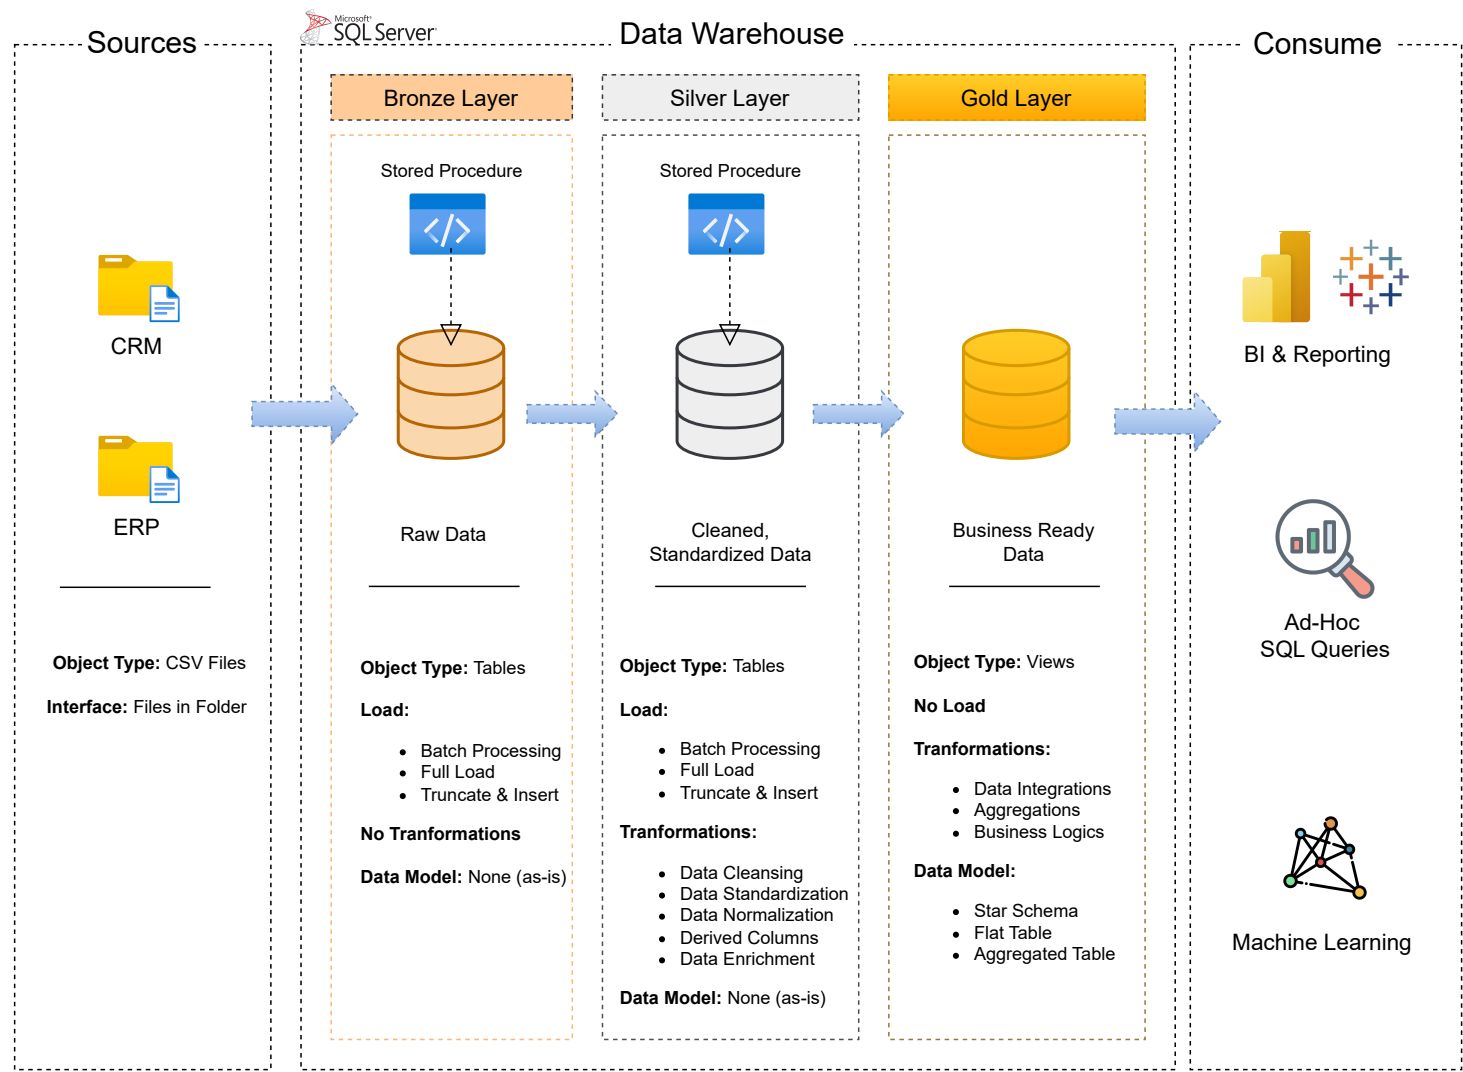 Sources
CRM
ERP
Object Type: CSV Files
Interface: Files in Folder
Microsoft®
SQL Server®
Data Warehouse
Bronze Layer
Stored Procedure
Raw Data
Object Type: Tables
Load:
• Batch Processing
• Full Load
• Truncate & Insert
No Tranformations
Data Model: None (as-is)
Silver Layer
Stored Procedure
Cleaned,
Standardized Data
Object Type: Tables
Load:
• Batch Processing
• Full Load
• Truncate & Insert
Tranformations:
• Data Cleansing
• Data Standardization
• Data Normalization
• Derived Columns
• Data Enrichment
Data Model: None (as-is)
Gold Layer
Business Ready
Data
Object Type: Views
No Load
Tranformations:
• Data Integrations
• Aggregations
• Business Logics
Data Model:
• Star Schema
• Flat Table
• Aggregated Table
Consume
BI & Reporting
Ad-Hoc
SQL Queries
Machine Learning